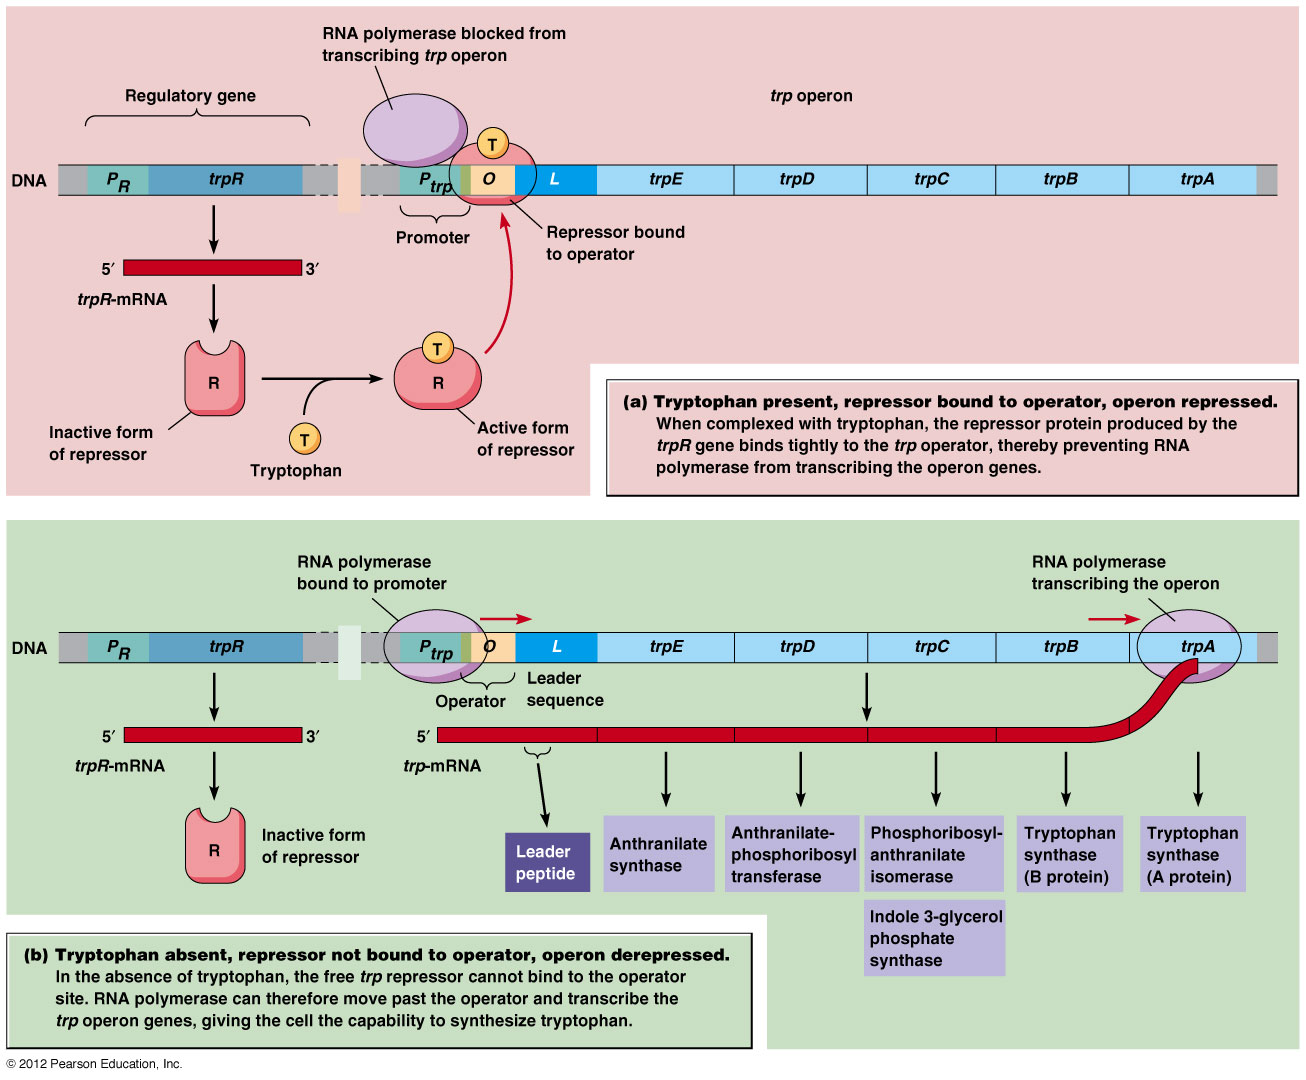 RNA polymerase blocked from
transcribing trp operon
Regulatory gene
trp operon
T
DNA
PR
trpR
Ptrp
O
L
trpE
trpD
trpC
trpB
trpA
Promoter
Repressor bound
to operator
5′
3′
trpR-mRNA
R
T
R
Inactive form
of repressor
T
Tryptophan
Active form
of repressor
(a) Tryptophan present, repressor bound to operator, operon repressed.
When complexed with tryptophan, the repressor protein produced by the
trpR gene binds tightly to the trp operator, thereby preventing RNA
polymerase from transcribing the operon genes.
RNA polymerase
bound to promoter
RNA polymerase
transcribing the operon
DNA
PR
trpR
Ptrp
O
L
trpE
trpD
trpC
trpB
trpA
Operator
Leader
sequence
5′
3′
trpR-mRNA
5′
trp-mRNA
R
Inactive form
of repressor
Leader
peptide
Anthranilate
synthase
Anthranilate-
phosphoribosyl
transferase
Phosphoribosyl-
anthranilate
isomerase
Indole 3-glycerol
phosphate
synthase
Tryptophan
synthase
(B protein)
Tryptophan
synthase
(A protein)
(b) Tryptophan absent, repressor not bound to operator, operon derepressed.
In the absence of tryptophan, the free trp repressor cannot bind to the operator
site. RNA polymerase can therefore move past the operator and transcribe the
trp operon genes, giving the cell the capability to synthesize tryptophan.
© 2012 Pearson Education, Inc.